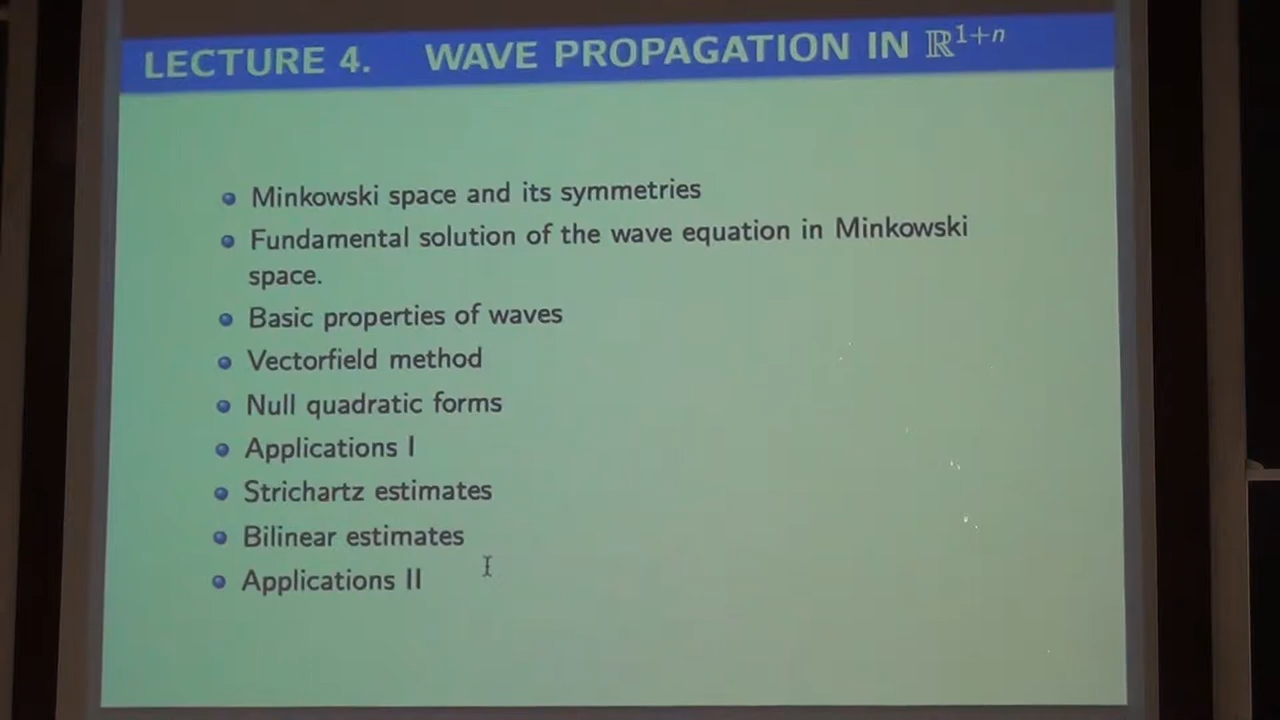 LECTURE 4. WAVE PROPAGATION IN ℝ¹⁺ⁿ
Minkowski space and its symmetries
Fundamental solution of the wave equation in Minkowski
space.
Basic properties of waves
Vectorfield method
Null quadratic forms
Applications I
Strichartz estimates
Bilinear estimates
Applications II